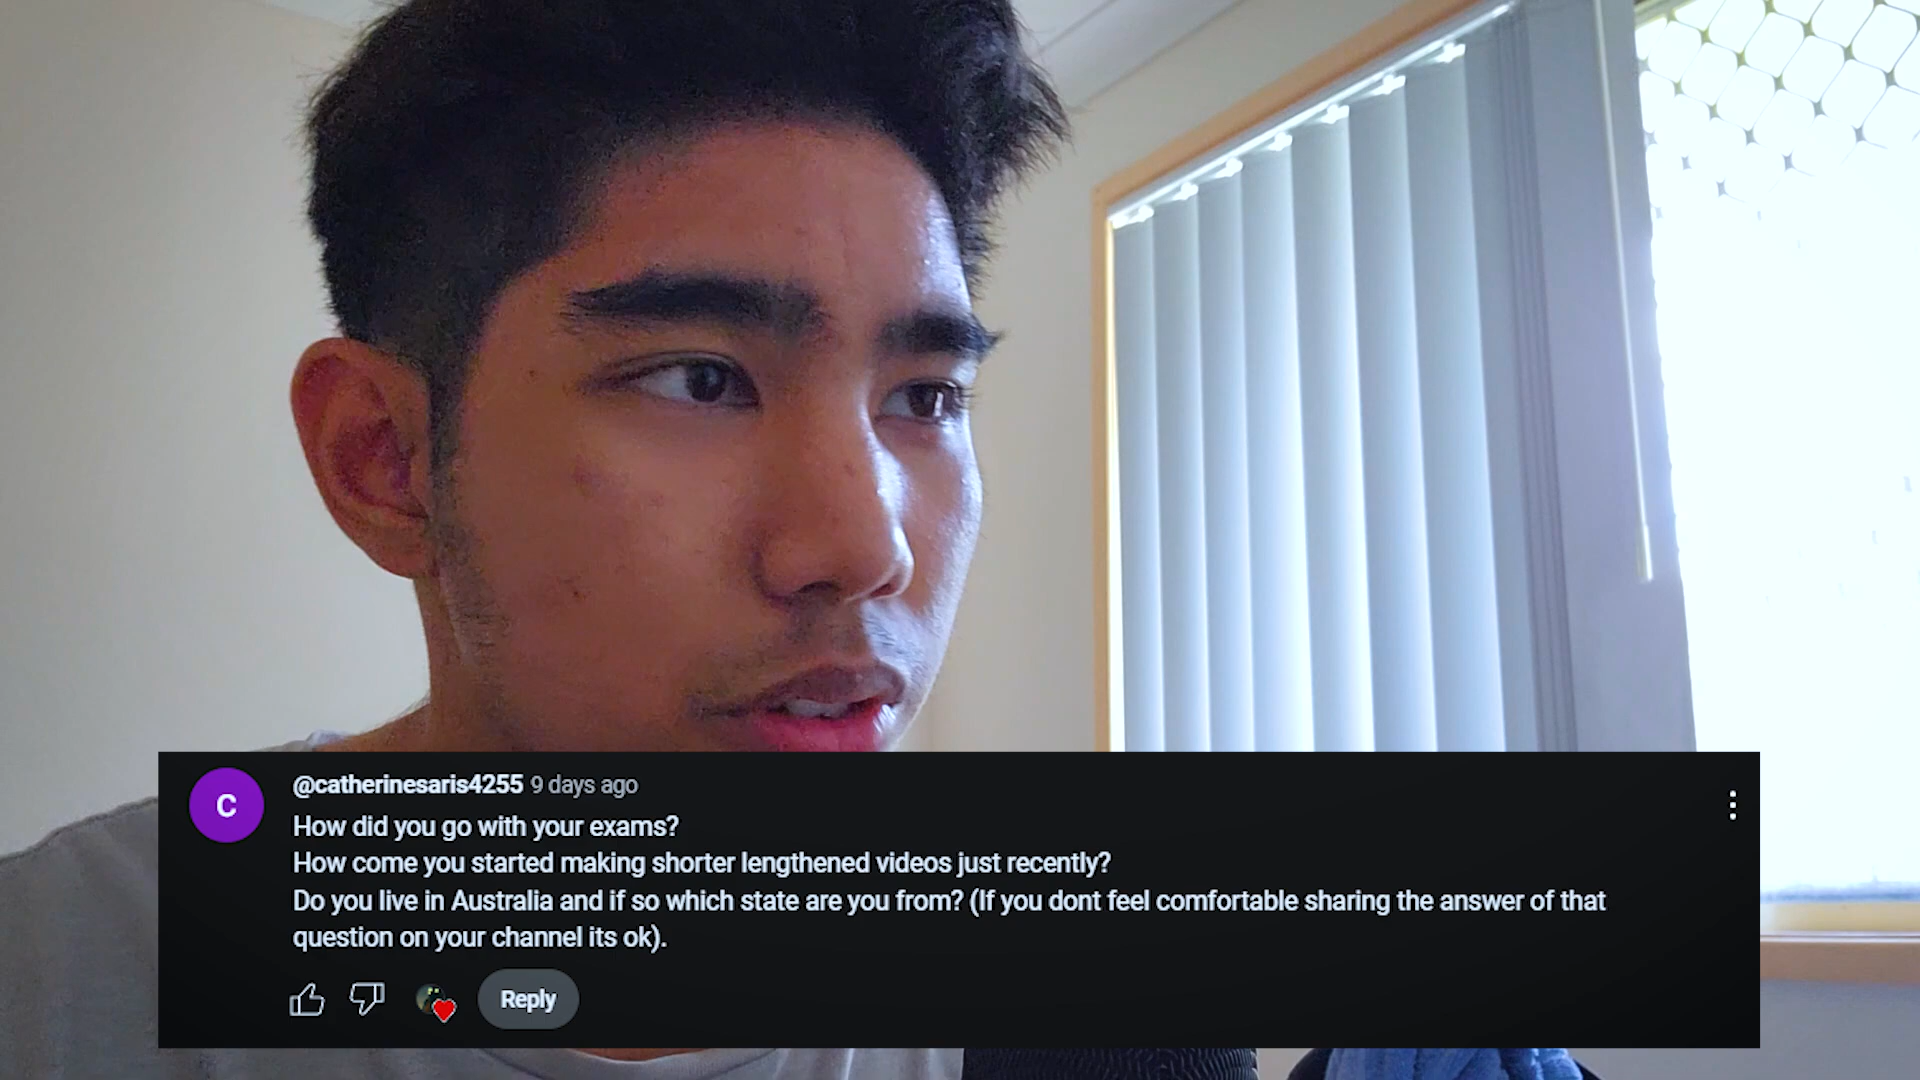 C
@catherinesaris4255 9 days ago
How did you go with your exams?
How come you started making shorter lengthened videos just recently?
Do you live in Australia and if so which state are you from? (If you dont feel comfortable sharing the answer of that
question on your channel its ok).
Reply